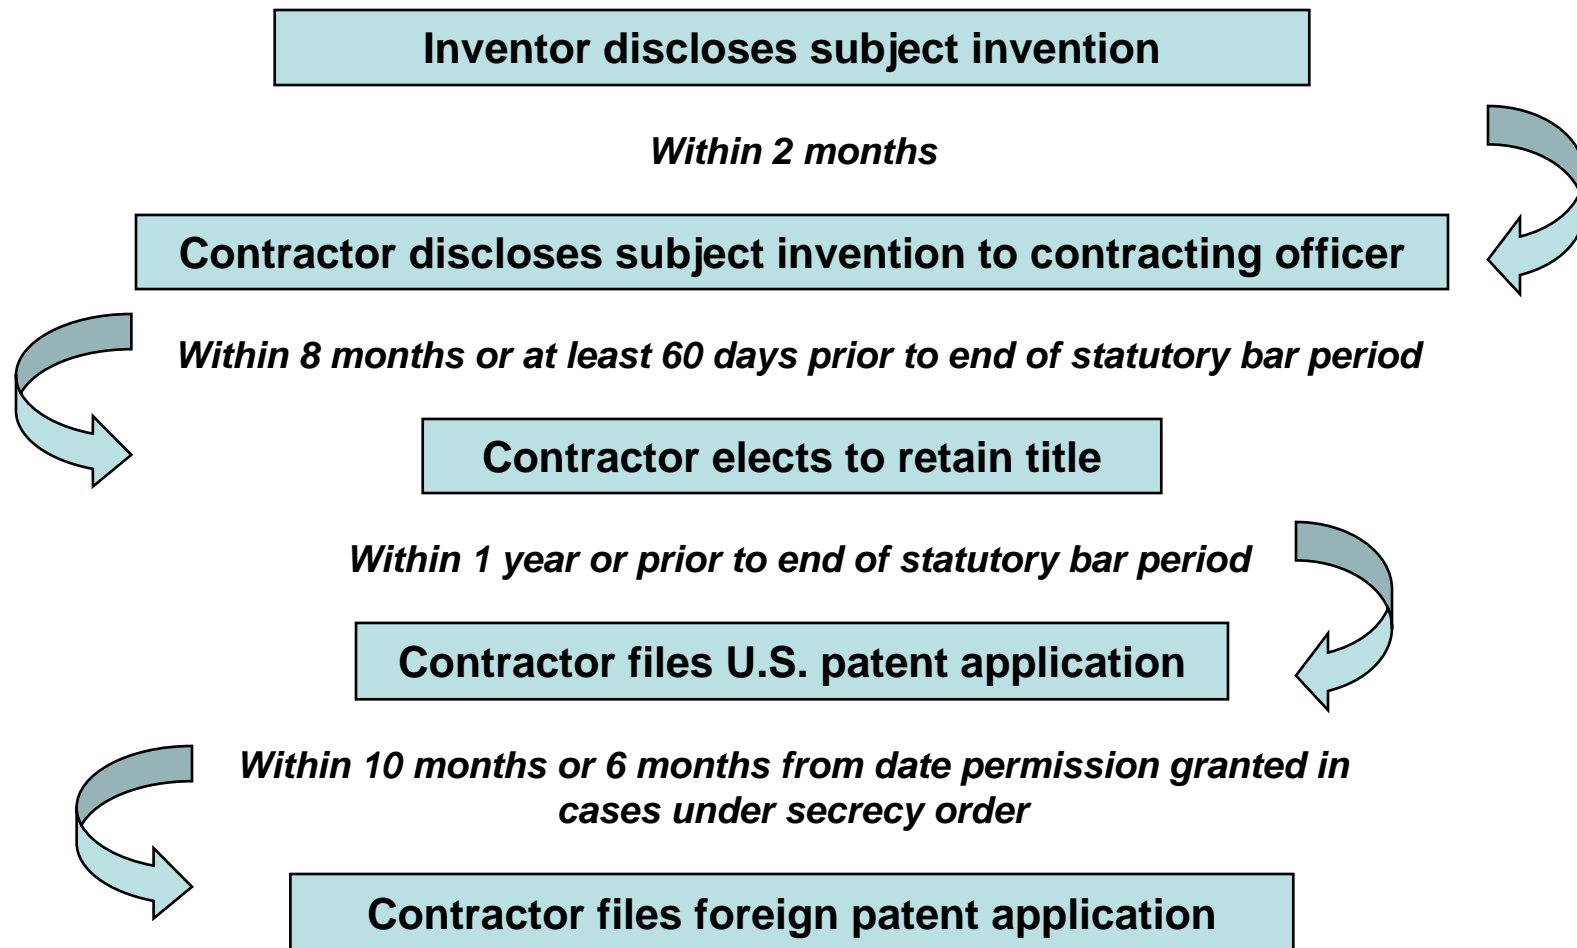 Inventor discloses subject invention
Within 2 months
Contractor discloses subject invention to contracting officer
Within 8 months or at least 60 days prior to end of statutory bar period
Contractor elects to retain title
Within 1 year or prior to end of statutory bar period
Contractor files U.S. patent application
Within 10 months or 6 months from date permission granted in
cases under secrecy order
Contractor files foreign patent application